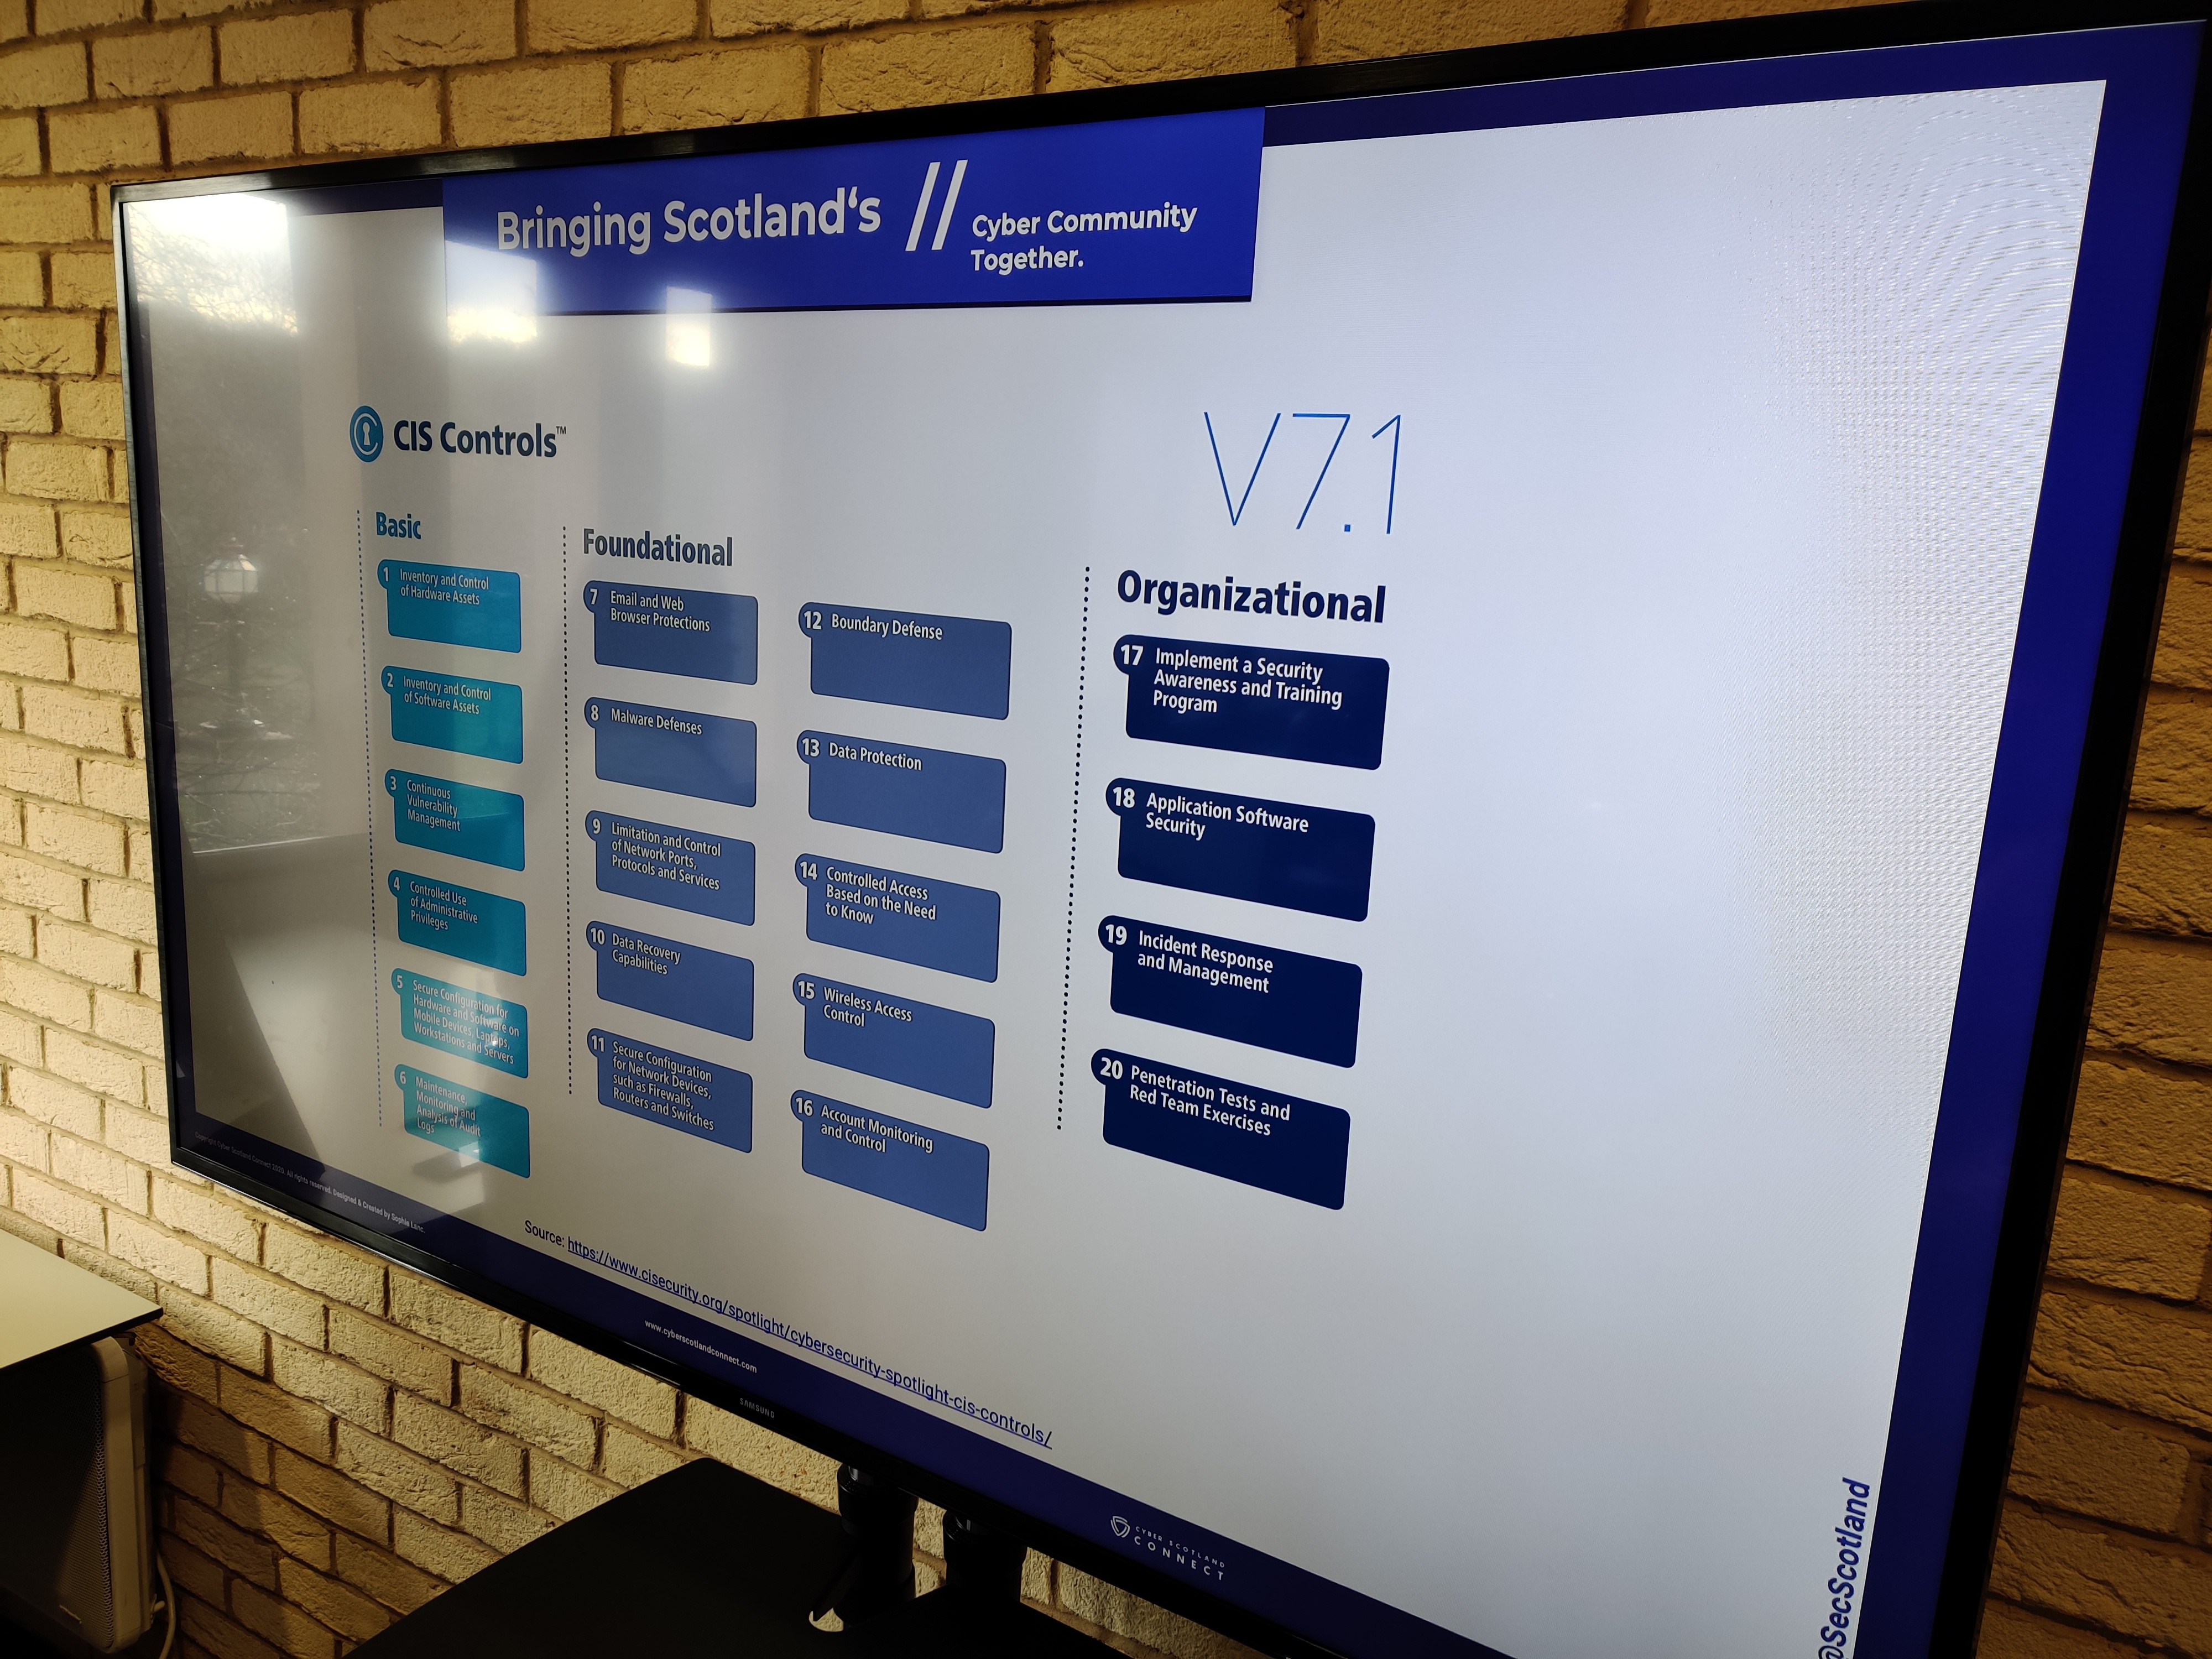 Bringing Scotland‘s // Cyber Community
Together.
CIS Controls™
V7.1
Basic
1 Inventory and Control
of Hardware Assets
2 Inventory and Control
of Software Assets
3 Continuous
Vulnerability
Management
4 Controlled Use
of Administrative
Privileges
5 Secure Configuration for
Hardware and Software on
Mobile Devices, Laptops,
Workstations and Servers
6 Maintenance,
Monitoring and
Analysis of Audit
Logs
Foundational
7 Email and Web
Browser Protections
8 Malware Defenses
9 Limitation and Control
of Network Ports,
Protocols and Services
10 Data Recovery
Capabilities
11 Secure Configuration
for Network Devices,
such as Firewalls,
Routers and Switches
12 Boundary Defense
13 Data Protection
14 Controlled Access
Based on the Need
to Know
15 Wireless Access
Control
16 Account Monitoring
and Control
Organizational
17 Implement a Security
Awareness and Training
Program
18 Application Software
Security
19 Incident Response
and Management
20 Penetration Tests and
Red Team Exercises
Source: https://www.cisecurity.org/spotlight/cybersecurity-spotlight-cis-controls/
Copyright Cyber Scotland Connect 2020. All rights reserved. Designed & Created by Sophie
www.cyberscotlandconnect.com
SAMSUNG
CYBER SCOTLAND
CONNECT
@SecScotland